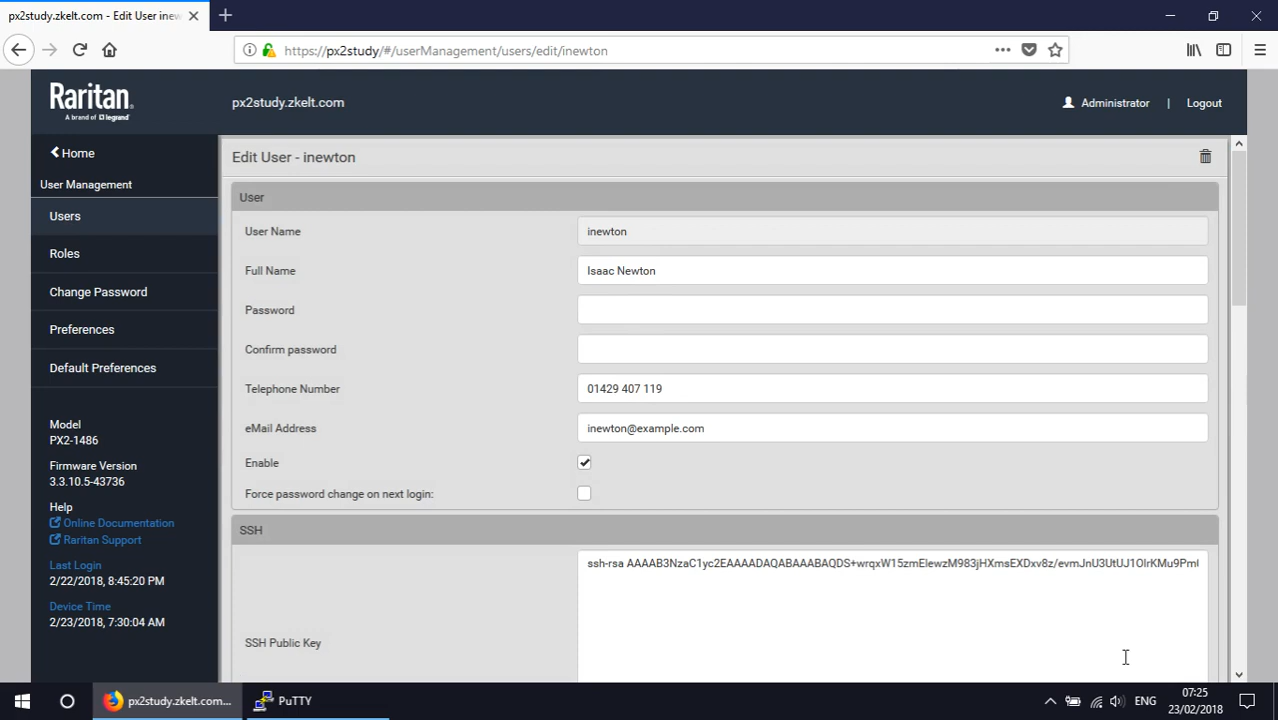 px2study.zkelt.com - Edit User inew
https://px2study/#/userManagement/users/edit/inewton
Raritan.
A brand of legrand
px2study.zkelt.com
Administrator | Logout
Home
User Management
Users
Roles
Change Password
Preferences
Default Preferences
Model
PX2-1486
Firmware Version
3.3.10.5-43736
Help
Online Documentation
Raritan Support
Last Login
2/22/2018, 8:45:20 PM
Device Time
2/23/2018, 7:30:04 AM
Edit User - inewton
User
User Name
inewton
Full Name
Isaac Newton
Password
Confirm password
Telephone Number
01429 407 119
eMail Address
inewton@example.com
Enable
Force password change on next login:
SSH
SSH Public Key
ssh-rsa AAAAB3NzaC1yc2EAAAADAQABAAABAQDS+wrqxW15zmElewzM983jHXmsEXDxv8z/evmJnU3UtUJ1OlrKMu9Pm
px2study.zkelt.com...
PuTTY
ENG
07:25
23/02/2018